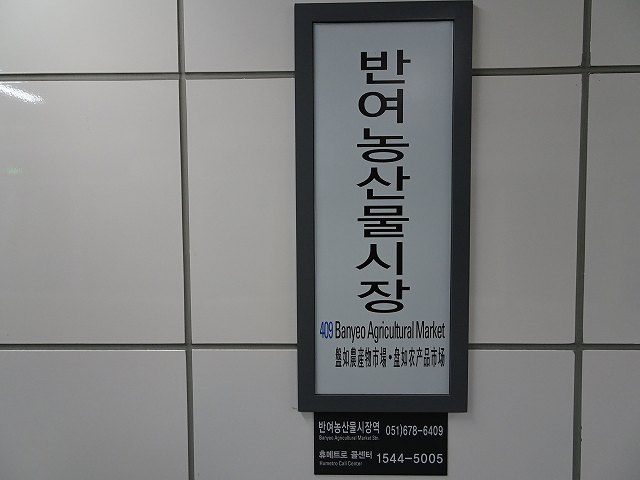 반여농산물시장
409 Banyeo Agricultural Market
盤如農産物市場・盘如农产品市场
반여농산물시장역 051)678-6409
Banyeo Agricultural Market Stn.
휴메트로 콜센터 1544-5005
Humetro Call Center